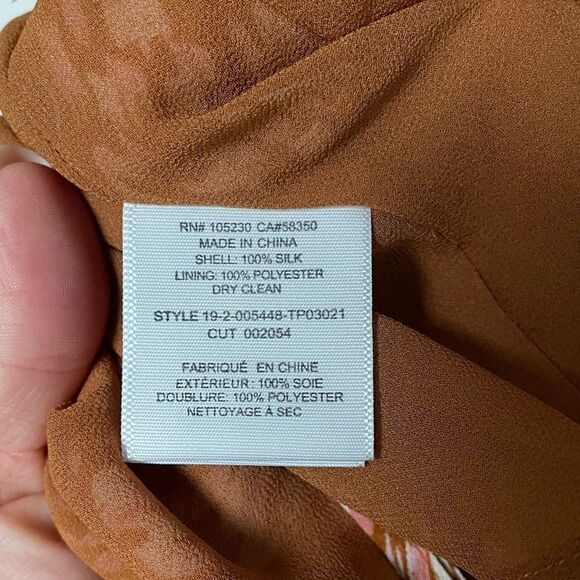 RN# 105230 CA#58350
MADE IN CHINA
SHELL: 100% SILK
LINING: 100% POLYESTER
DRY CLEAN
STYLE 19-2-005448-TP03021
CUT 002054
FABRIQUÉ EN CHINE
EXTÉRIEUR: 100% SOIE
DOUBLURE: 100% POLYESTER
NETTOYAGE À SEC